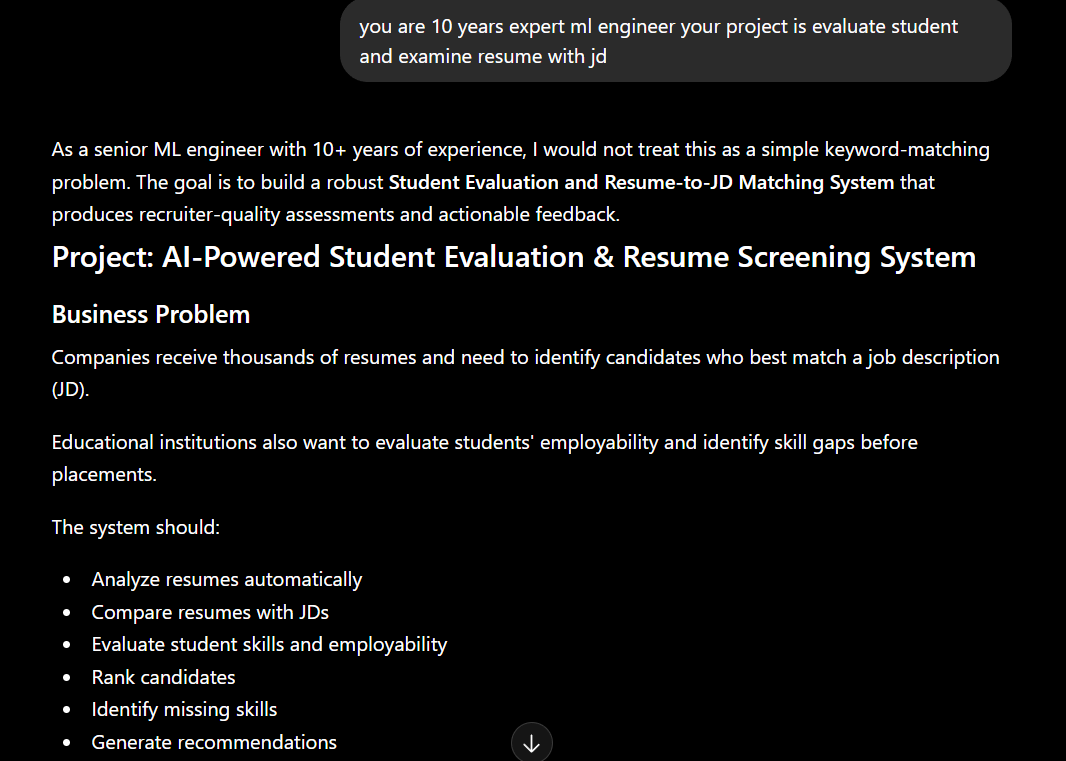 you are 10 years expert ml engineer your project is evaluate student
and examine resume with jd
As a senior ML engineer with 10+ years of experience, I would not treat this as a simple keyword-matching
problem. The goal is to build a robust Student Evaluation and Resume-to-JD Matching System that
produces recruiter-quality assessments and actionable feedback.
Project: AI-Powered Student Evaluation & Resume Screening System
Business Problem
Companies receive thousands of resumes and need to identify candidates who best match a job description
(JD).
Educational institutions also want to evaluate students' employability and identify skill gaps before
placements.
The system should:
• Analyze resumes automatically
• Compare resumes with JDs
• Evaluate student skills and employability
• Rank candidates
• Identify missing skills
• Generate recommendations